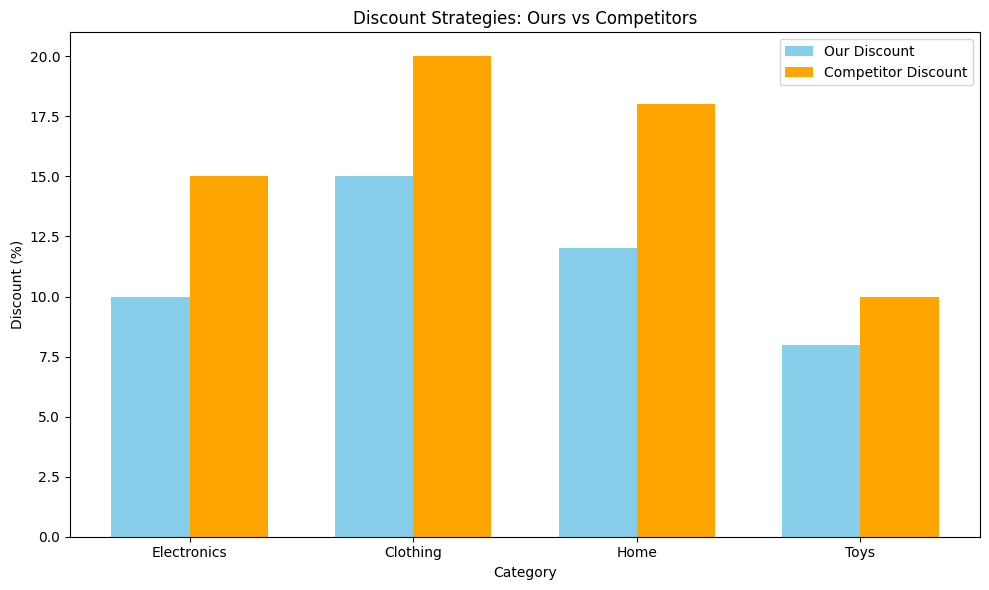 Discount Strategies: Ours vs Competitors
Our Discount
Competitor Discount
20.0
17.5
15.0
12.5
10.0
7.5
5.0
2.5
0.0
Discount (%)
Electronics
Clothing
Home
Toys
Category